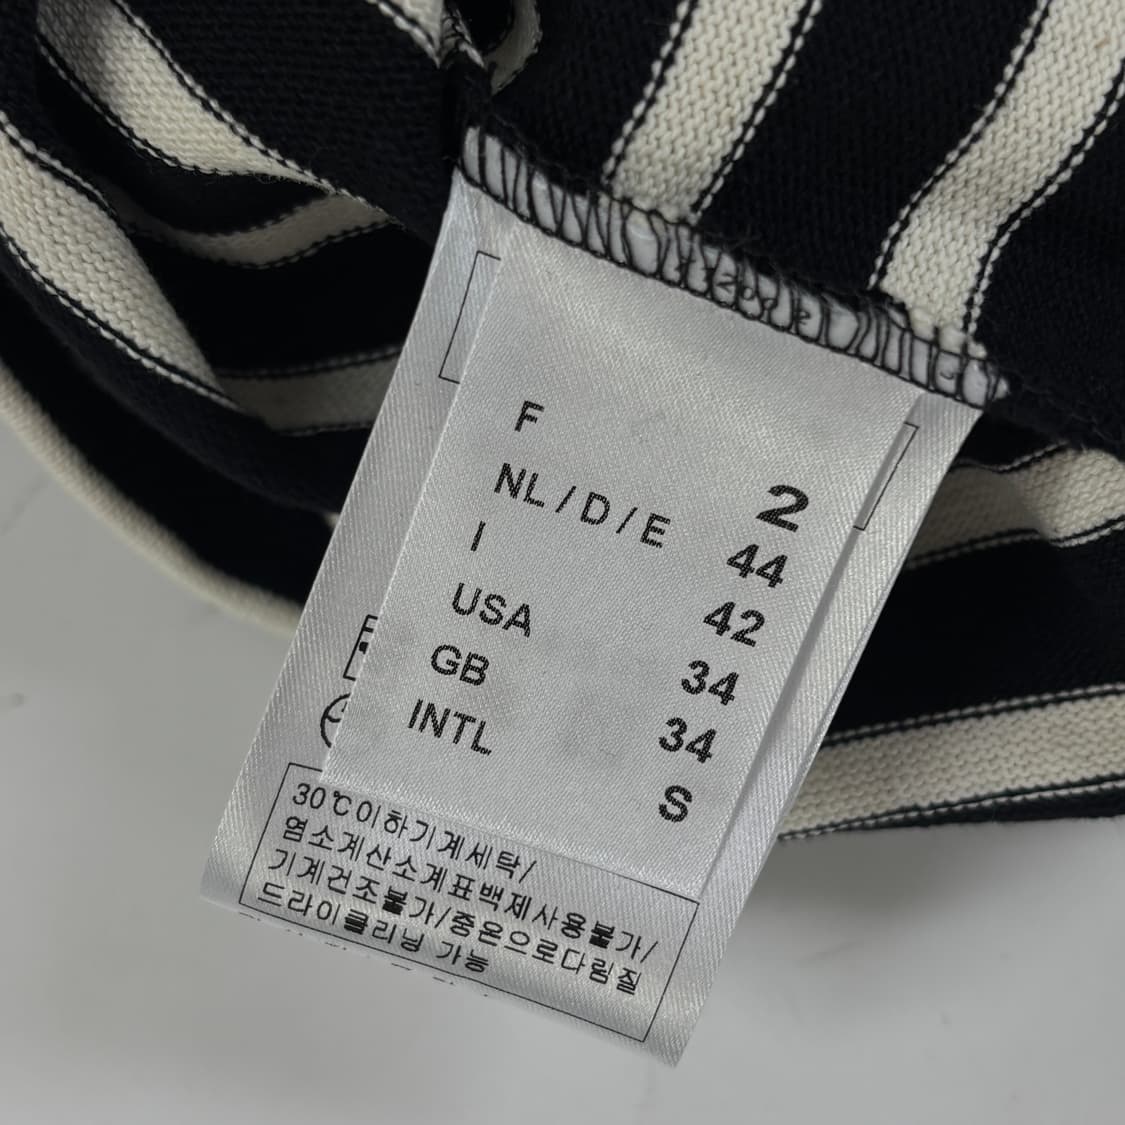 F 2
NL / D / E 44
I 42
USA 34
GB 34
INTL S
30℃이하기계세탁/
염소계산소계표백제사용불가/
기계건조불가/중온으로다림질
드라이클리닝 가능